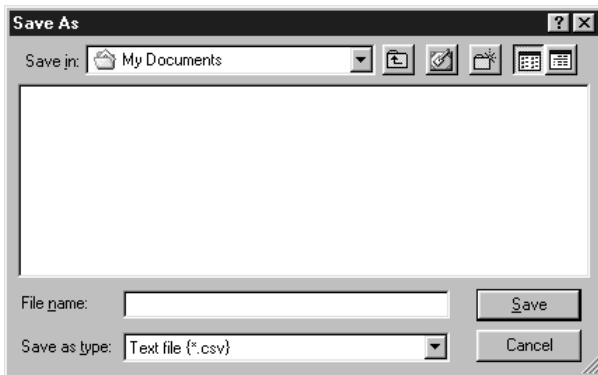 Save As
Save in: My Documents
File name:
Save
Save as type: Text file {*.csv}
Cancel